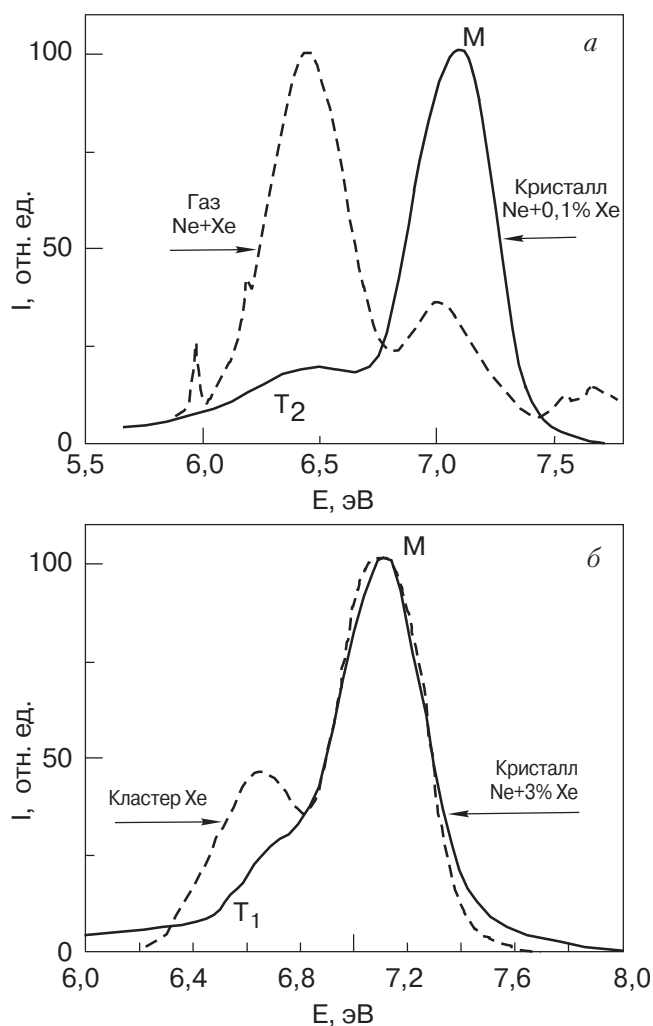 а
M
100
Газ
Ne+Xe
Кристалл
Ne+0,1% Xe
50
I, отн. ед.
T2
0
5,5 6,0 6,5 7,0 7,5
E, эВ
б
M
100
50
Кластер Xe
Кристалл
Ne+3% Xe
I, отн. ед.
T1
0
6,0 6,4 6,8 7,2 7,6 8,0
E, эВ